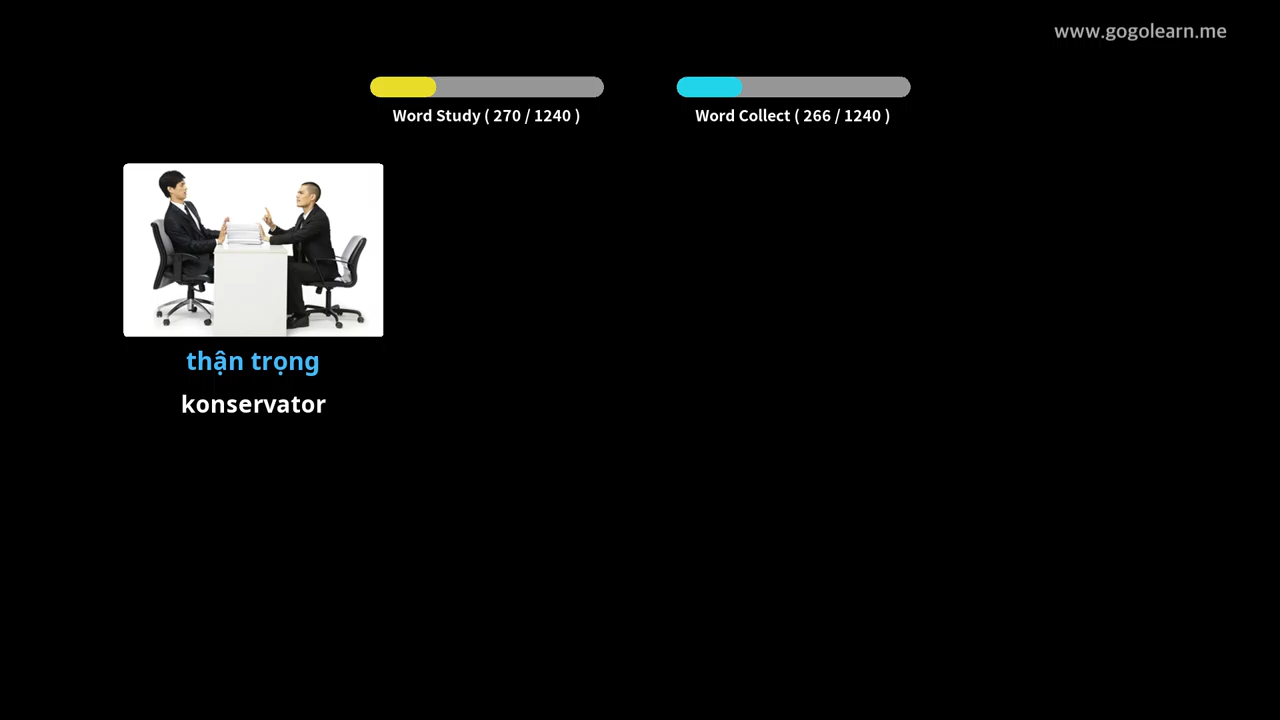 www.gogolearn.me
Word Study ( 270 / 1240 )
Word Collect ( 266 / 1240 )
thận trọng
konservator